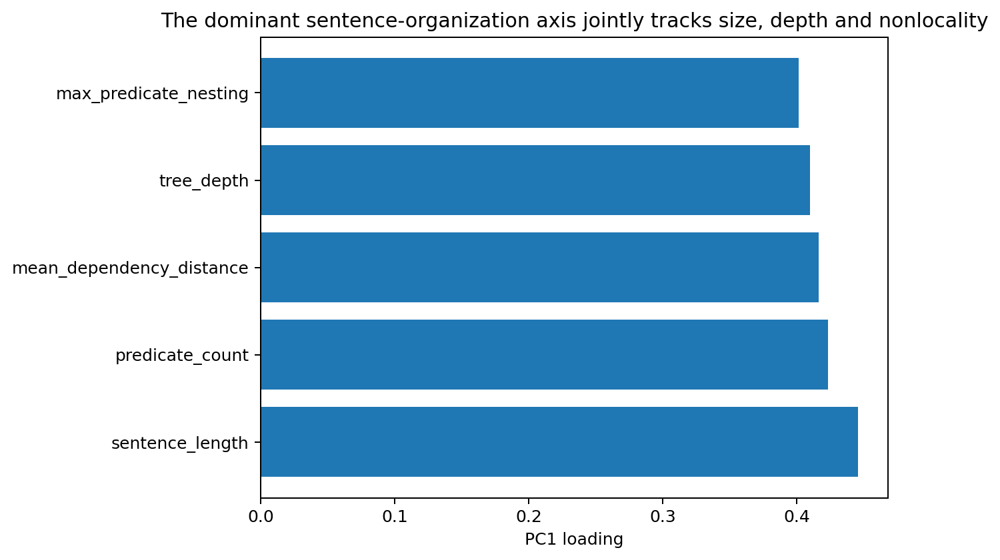 The dominant sentence-organization axis jointly tracks size, depth and nonlocality
max_predicate_nesting
tree_depth
mean_dependency_distance
predicate_count
sentence_length
0.0 0.1 0.2 0.3 0.4
PC1 loading